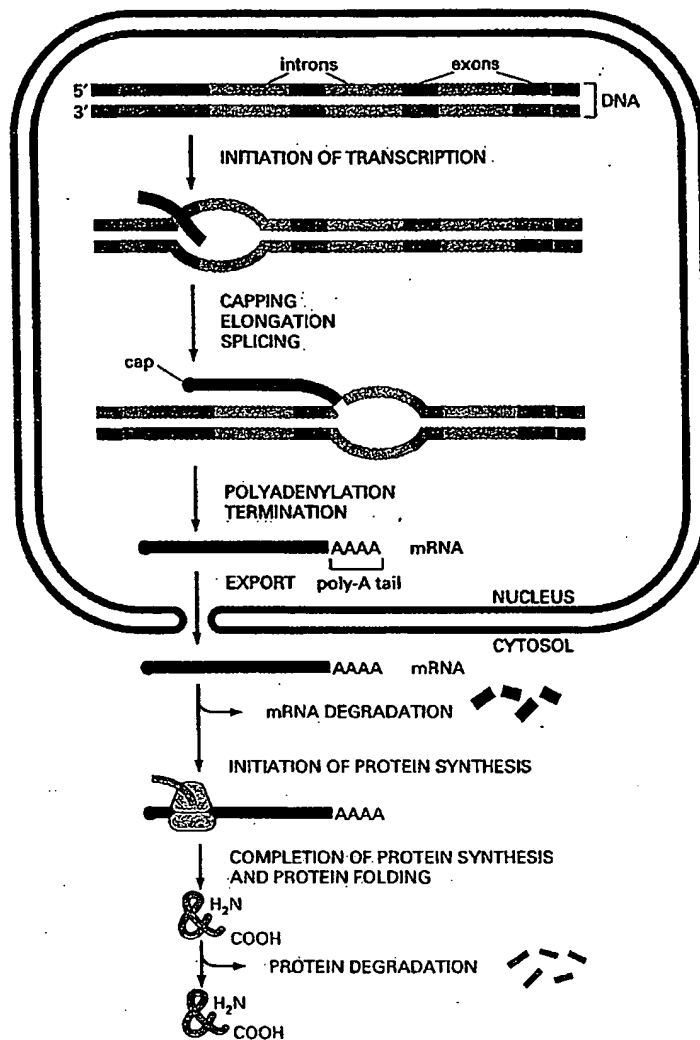 introns exons
5′
3′
DNA
INITIATION OF TRANSCRIPTION
CAPPING
ELONGATION
SPLICING
cap
POLYADENYLATION
TERMINATION
AAAA mRNA
EXPORT poly-A tail
NUCLEUS
CYTOSOL
AAAA mRNA
mRNA DEGRADATION
INITIATION OF PROTEIN SYNTHESIS
AAAA
COMPLETION OF PROTEIN SYNTHESIS
AND PROTEIN FOLDING
H₂N
COOH
PROTEIN DEGRADATION
H₂N
COOH